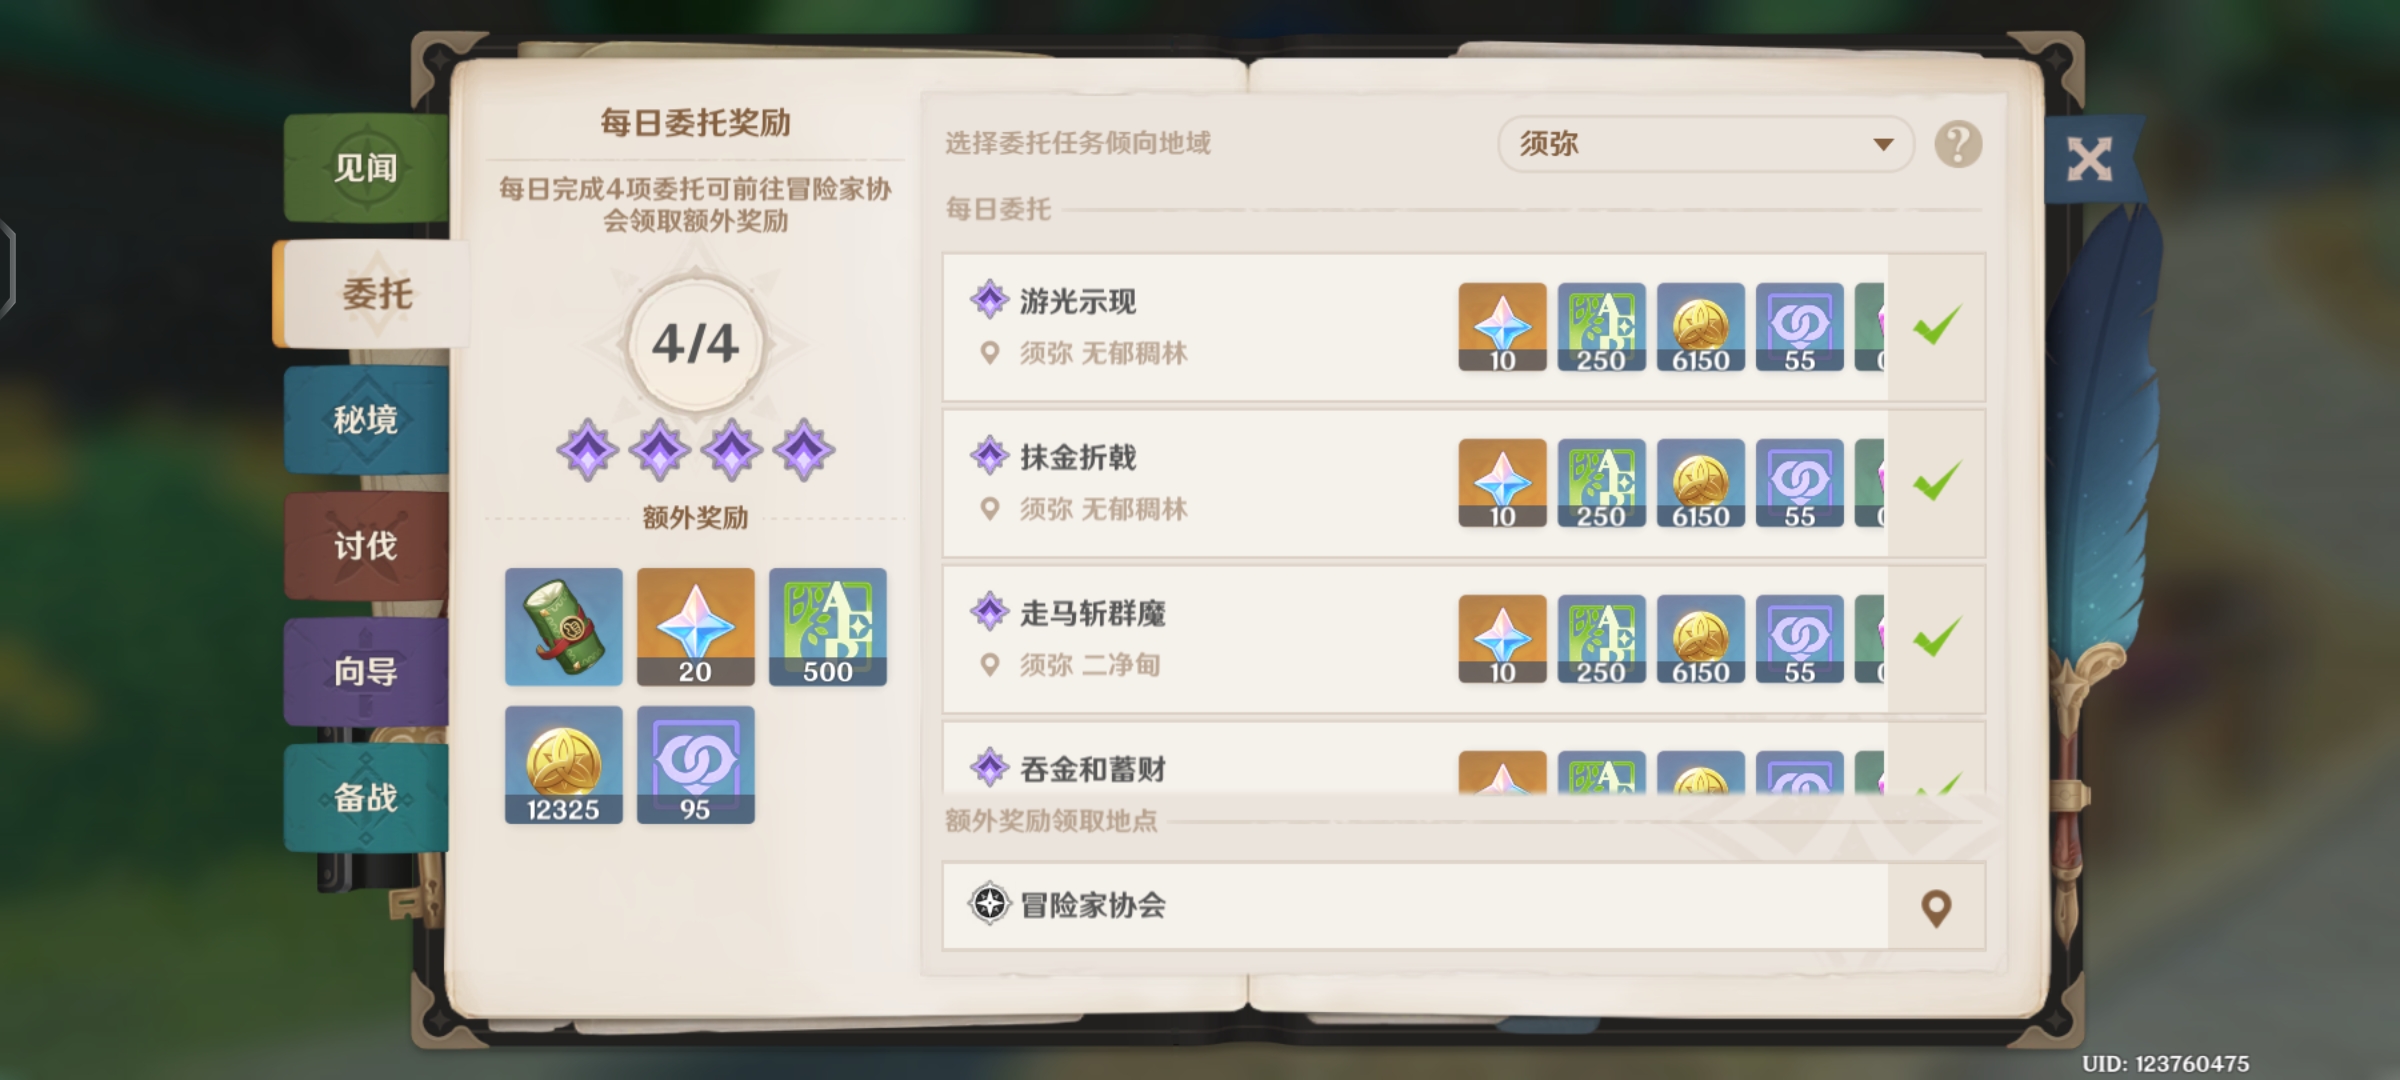 见闻
委托
秘境
讨伐
向导
备战
每日委托奖励
每日完成4项委托可前往冒险家协
会领取额外奖励
4/4
额外奖励
20
500
12325
95
选择委托任务倾向地域
须弥
?
每日委托
游光示现
须弥 无郁稠林
10
250
6150
55
抹金折戟
须弥 无郁稠林
10
250
6150
55
走马斩群魔
须弥 二净甸
10
250
6150
55
吞金和蓄财
额外奖励领取地点
冒险家协会
UID: 123760475